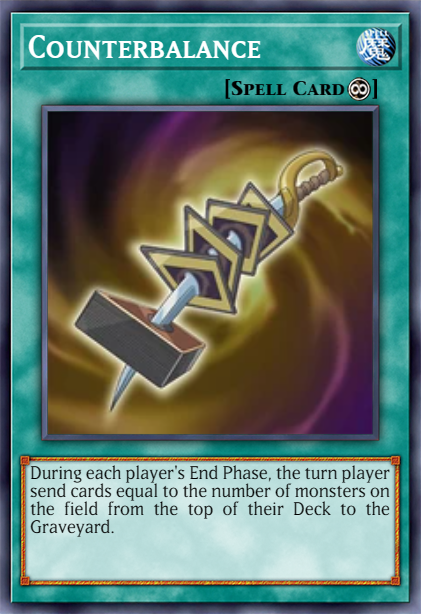 COUNTERBALANCE
魔
[SPELL CARD]
During each player's End Phase, the turn player
send cards equal to the number of monsters on
the field from the top of their Deck to the
Graveyard.